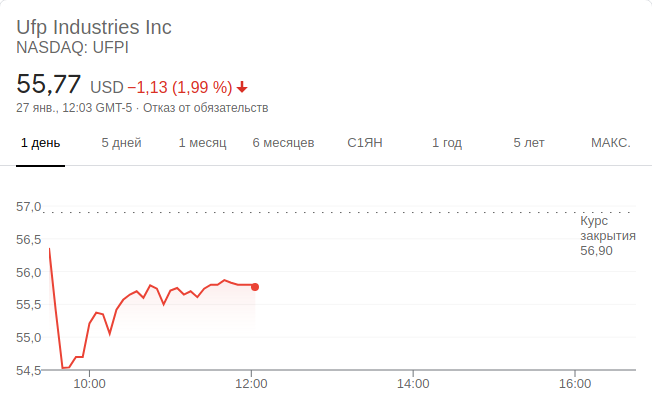 Ufp Industries Inc
NASDAQ: UFPI
55,77 USD −1,13 (1,99 %)
27 янв., 12:03 GMT-5 · Отказ от обязательств
1 день 5 дней 1 месяц 6 месяцев С1ЯН 1 год 5 лет МАКС.
57,0
Курс
закрытия
56,90
56,5
56,0
55,5
55,0
54,5
10:00 12:00 14:00 16:00